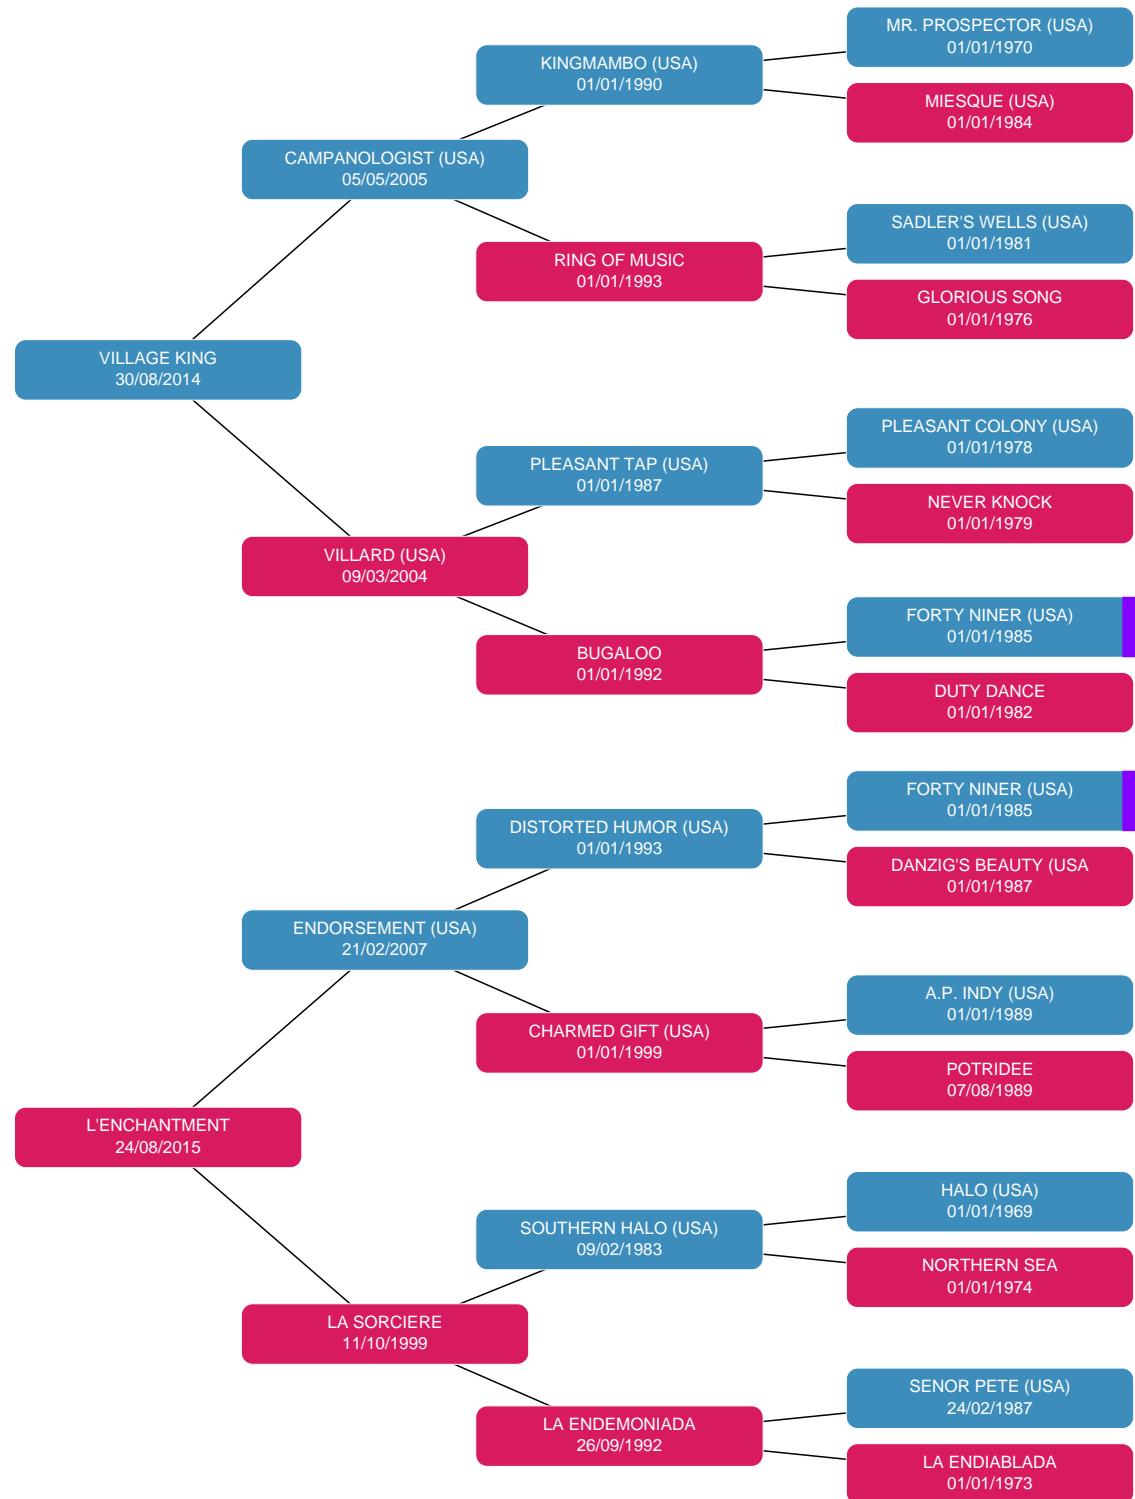 MR. PROSPECTOR (USA)
01/01/1970
KINGMAMBO (USA)
01/01/1990
MIESQUE (USA)
01/01/1984
CAMPANOLOGIST (USA)
05/05/2005
SADLER'S WELLS (USA)
01/01/1981
RING OF MUSIC
01/01/1993
GLORIOUS SONG
01/01/1976
VILLAGE KING
30/08/2014
PLEASANT COLONY (USA)
01/01/1978
PLEASANT TAP (USA)
01/01/1987
NEVER KNOCK
01/01/1979
VILLARD (USA)
09/03/2004
FORTY NINER (USA)
01/01/1985
BUGALOO
01/01/1992
DUTY DANCE
01/01/1982
FORTY NINER (USA)
01/01/1985
DISTORTED HUMOR (USA)
01/01/1993
DANZIG'S BEAUTY (USA
01/01/1987
ENDORSEMENT (USA)
21/02/2007
A.P. INDY (USA)
01/01/1989
CHARMED GIFT (USA)
01/01/1999
POTRIDEE
07/08/1989
L'ENCHANTMENT
24/08/2015
HALO (USA)
01/01/1969
SOUTHERN HALO (USA)
09/02/1983
NORTHERN SEA
01/01/1974
LA SORCIERE
11/10/1999
SENOR PETE (USA)
24/02/1987
LA ENDEMONIADA
26/09/1992
LA ENDIABLADA
01/01/1973